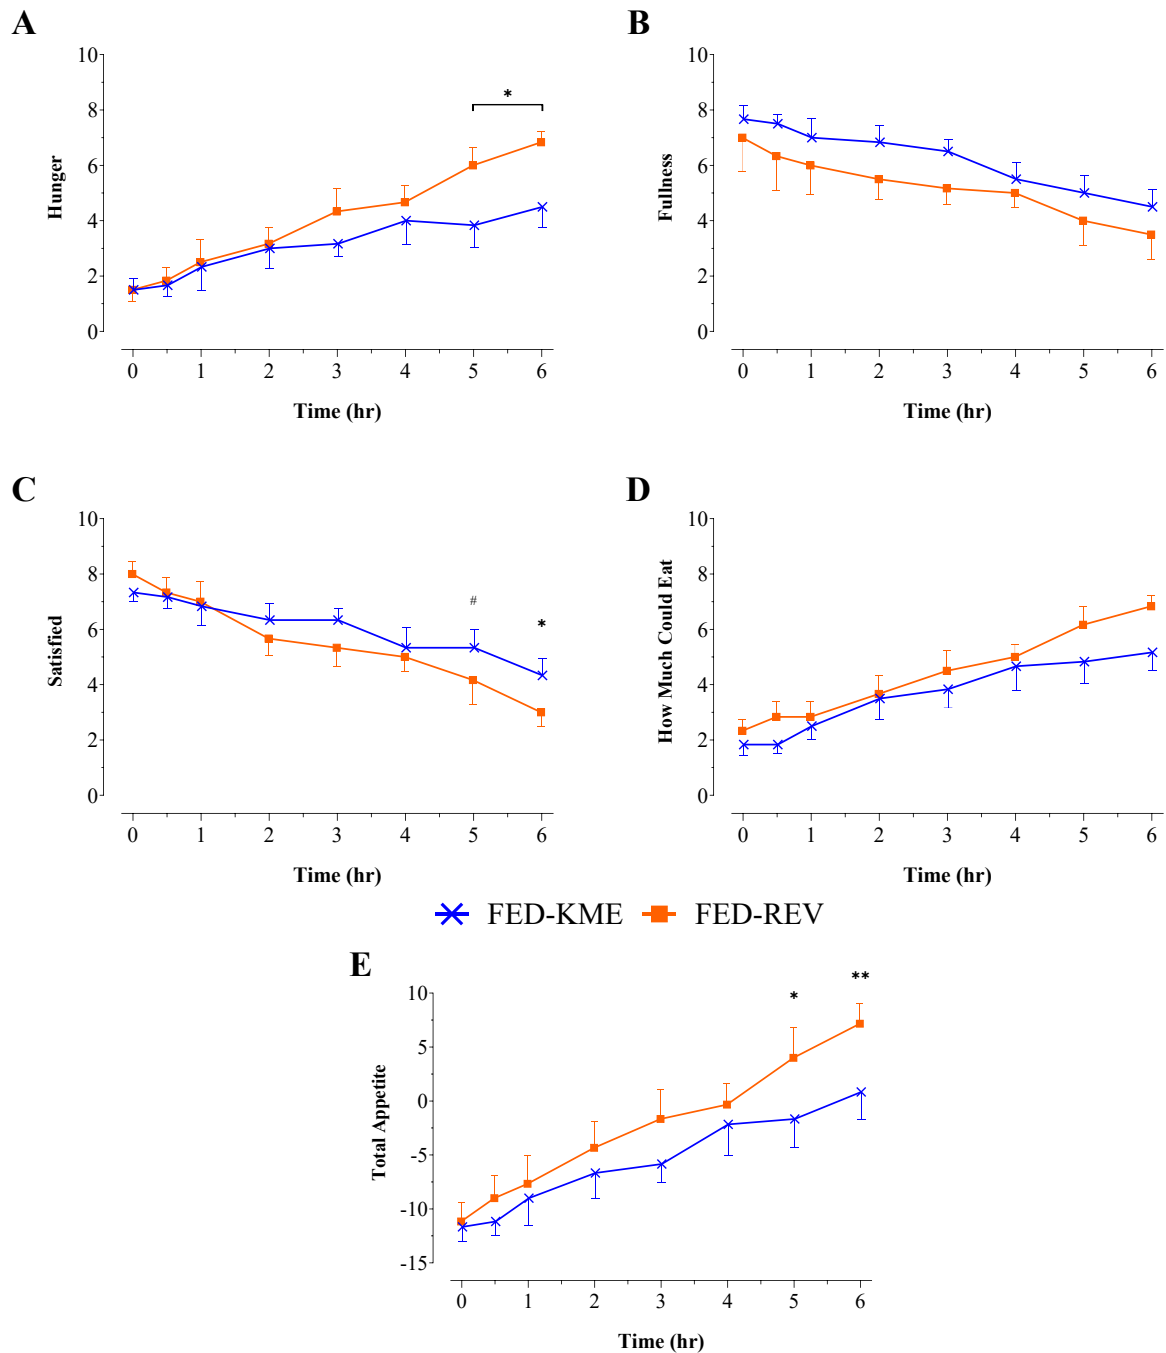 A
10
8
6
4
2
0
Hunger
*
0 1 2 3 4 5 6
Time (hr)
B
10
8
6
4
2
0
Fullness
0 1 2 3 4 5 6
Time (hr)
C
10
8
6
4
2
0
Satisfied
#
*
0 1 2 3 4 5 6
Time (hr)
D
10
8
6
4
2
0
How Much Could Eat
0 1 2 3 4 5 6
Time (hr)
FED-KME FED-REV
E
10
5
0
-5
-10
-15
Total Appetite
*
**
0 1 2 3 4 5 6
Time (hr)